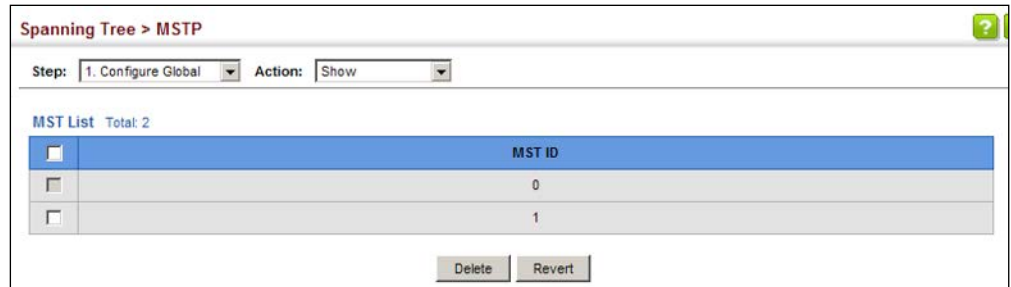 Spanning Tree > MSTP
?
Step: 1. Configure Global Action: Show
MST List Total: 2
MST ID
0
1
Delete Revert